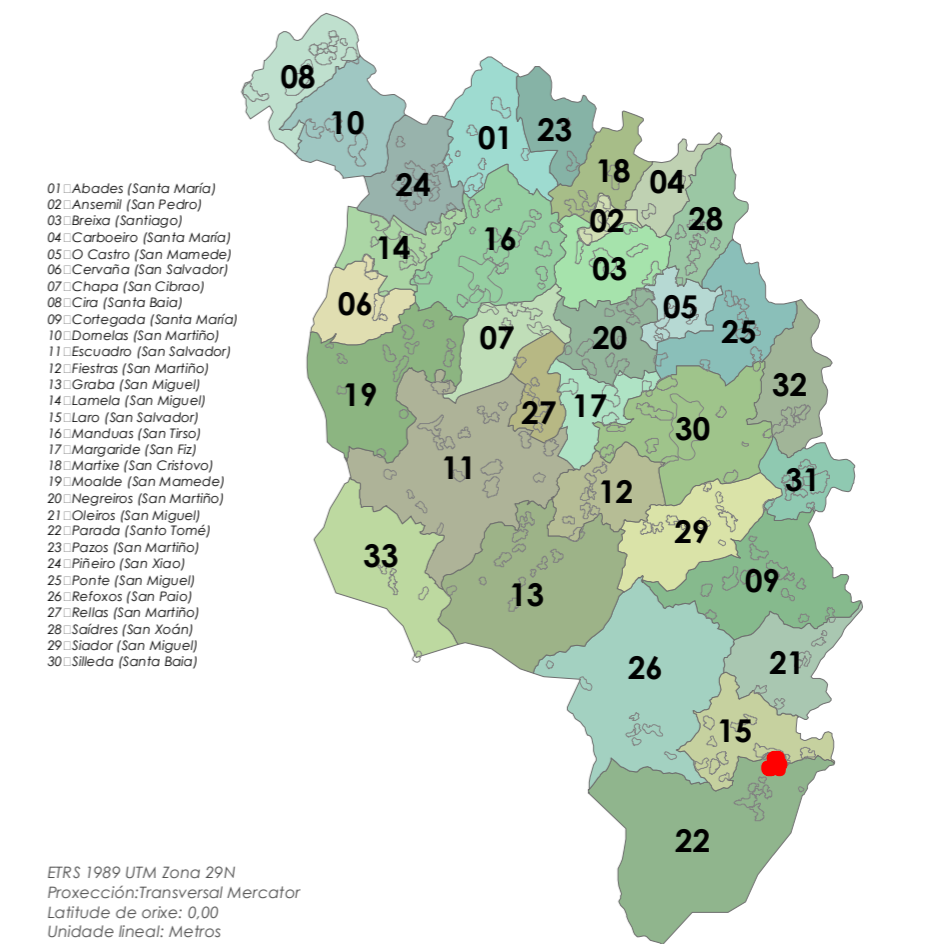 08
10
01
23
18
04
24
02
28
14
16
03
06
05
07
20
25
19
27
17
32
30
11
12
31
29
33
13
09
26
21
15
22
01□Abades (Santa María)
02□Ansemil (San Pedro)
03□Breixa (Santiago)
04□Carboeiro (Santa María)
05□O Castro (San Mamede)
06□Cervaña (San Salvador)
07□Chapa (San Cibrao)
08□Cira (Santa Baia)
09□Cortegada (Santa María)
10□Dornelas (San Martiño)
11□Escuadro (San Salvador)
12□Fiestras (San Martiño)
13□Graba (San Miguel)
14□Lamela (San Miguel)
15□Laro (San Salvador)
16□Manduas (San Tirso)
17□Margaride (San Fiz)
18□Martixe (San Cristovo)
19□Moalde (San Mamede)
20□Negreiros (San Martiño)
21□Oleiros (San Miguel)
22□Parada (Santo Tomé)
23□Pazos (San Martiño)
24□Piñeiro (San Xiao)
25□Ponte (San Miguel)
26□Refoxos (San Paio)
27□Rellas (San Martiño)
28□Saídres (San Xoán)
29□Siador (San Miguel)
30□Silleda (Santa Baia)
ETRS 1989 UTM Zona 29N
Proxección:Transversal Mercator
Latitude de orixe: 0,00
Unidade lineal: Metros